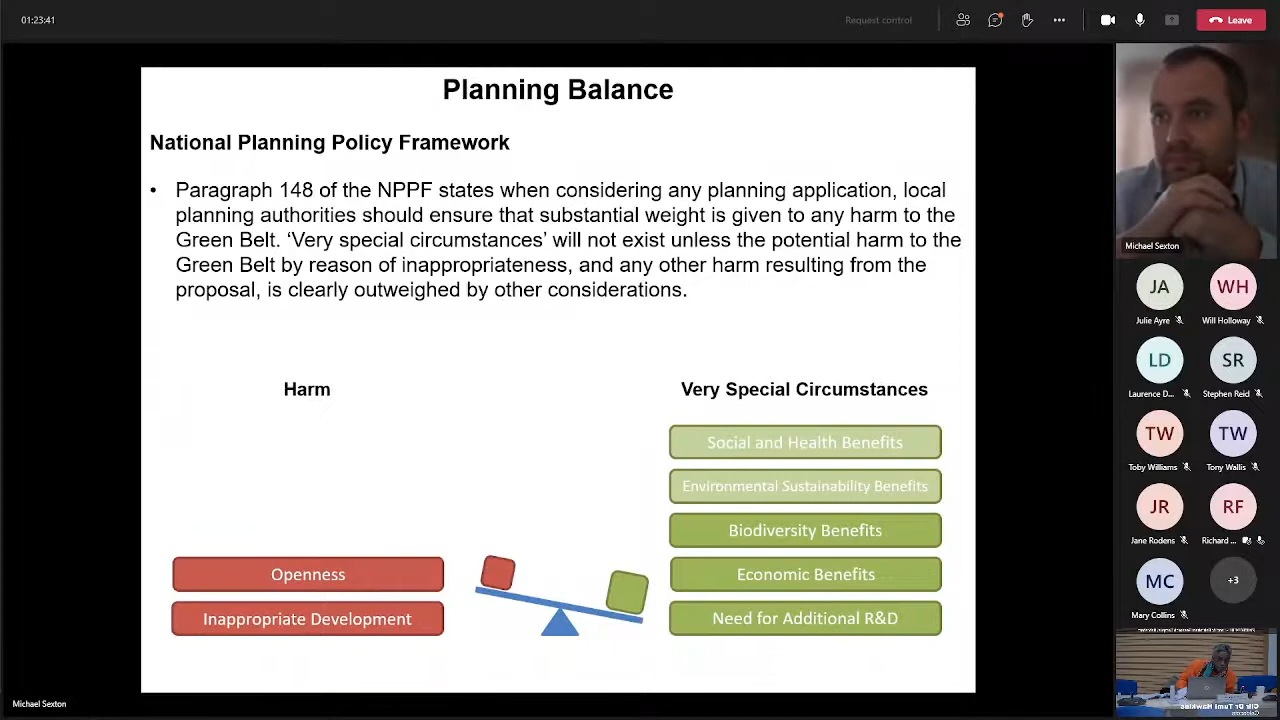 01:23:41
Request control
Leave
Planning Balance
National Planning Policy Framework
• Paragraph 148 of the NPPF states when considering any planning application, local
planning authorities should ensure that substantial weight is given to any harm to the
Green Belt. ‘Very special circumstances’ will not exist unless the potential harm to the
Green Belt by reason of inappropriateness, and any other harm resulting from the
proposal, is clearly outweighed by other considerations.
Harm
Very Special Circumstances
Social and Health Benefits
Environmental Sustainability Benefits
Biodiversity Benefits
Openness
Economic Benefits
Inappropriate Development
Need for Additional R&D
Michael Sexton
Michael Sexton
JA
WH
Julie Ayre
Will Holloway
LD
SR
Laurence D...
Stephen Reid
TW
TW
Toby Williams
Tony Wallis
JR
RF
Jane Rodens
Richard ...
MC
+3
Mary Collins
Cllr Dr Tumi Hawkins